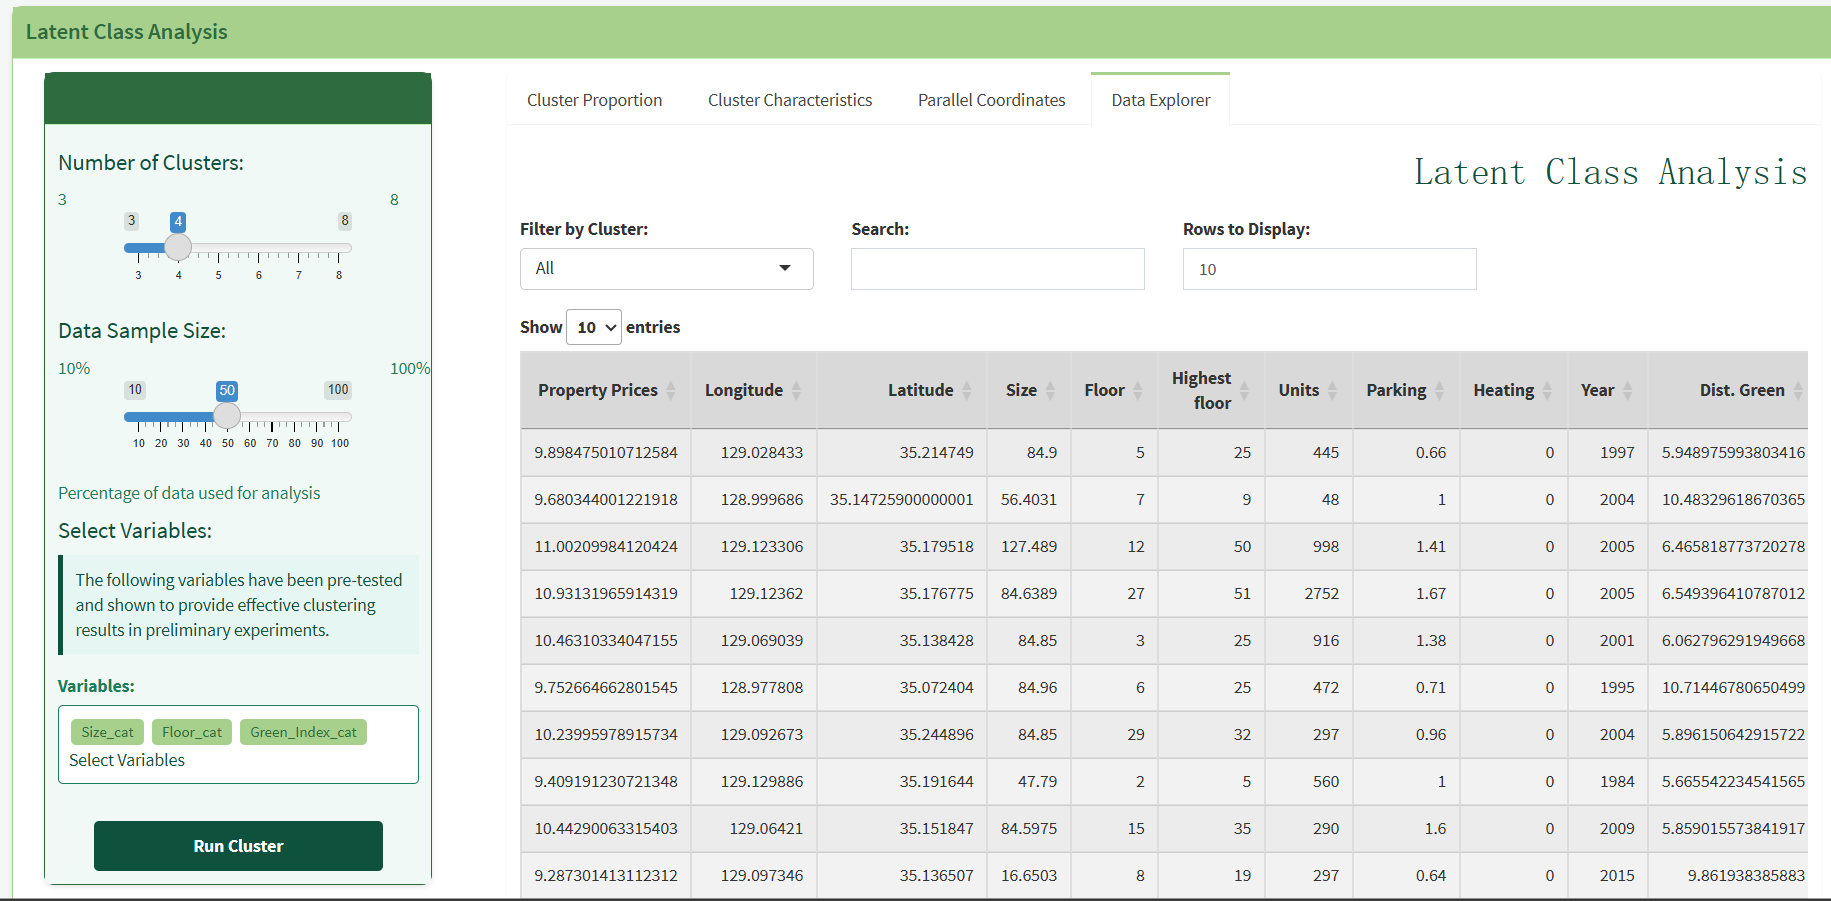 Latent Class Analysis
Number of Clusters:
3 8
3 4 8
3 4 5 6 7 8
Data Sample Size:
10% 100%
10 50 100
10 20 30 40 50 60 70 80 90 100
Percentage of data used for analysis
Select Variables:
The following variables have been pre-tested
and shown to provide effective clustering
results in preliminary experiments.
Variables:
Size_cat Floor_cat Green_Index_cat
Select Variables
Run Cluster
Cluster Proportion Cluster Characteristics Parallel Coordinates Data Explorer
Latent Class Analysis
Filter by Cluster: Search: Rows to Display:
All 10
Show 10 entries
Property Prices Longitude Latitude Size Floor Highest floor Units Parking Heating Year Dist. Green
9.898475010712584 129.028433 35.214749 84.9 5 25 445 0.66 0 1997 5.948975993803416
9.680344001221918 128.999686 35.14725900000001 56.4031 7 9 48 1 0 2004 10.48329618670365
11.00209984120424 129.123306 35.179518 127.489 12 50 998 1.41 0 2005 6.465818773720278
10.93131965914319 129.12362 35.176775 84.6389 27 51 2752 1.67 0 2005 6.549396410787012
10.46310334047155 129.069039 35.138428 84.85 3 25 916 1.38 0 2001 6.062796291949668
9.752664662801545 128.977808 35.072404 84.96 6 25 472 0.71 0 1995 10.71446780650499
10.23995978915734 129.092673 35.244896 84.85 29 32 297 0.96 0 2004 5.896150642915722
9.409191230721348 129.129886 35.191644 47.79 2 5 560 1 0 1984 5.665542234541565
10.44290063315403 129.06421 35.151847 84.5975 15 35 290 1.6 0 2009 5.859015573841917
9.287301413112312 129.097346 35.136507 16.6503 8 19 297 0.64 0 2015 9.861938385883